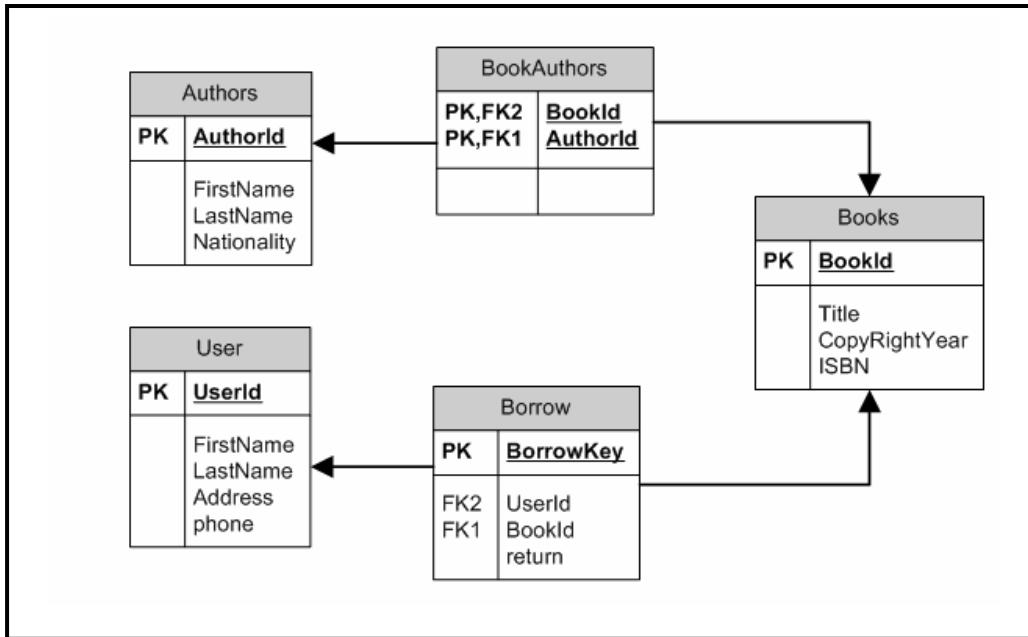 Authors
PK AuthorId
FirstName
LastName
Nationality
BookAuthors
PK,FK2 BookId
PK,FK1 AuthorId
Books
PK BookId
Title
CopyRightYear
ISBN
User
PK UserId
FirstName
LastName
Address
phone
Borrow
PK BorrowKey
FK2 UserId
FK1 BookId
return